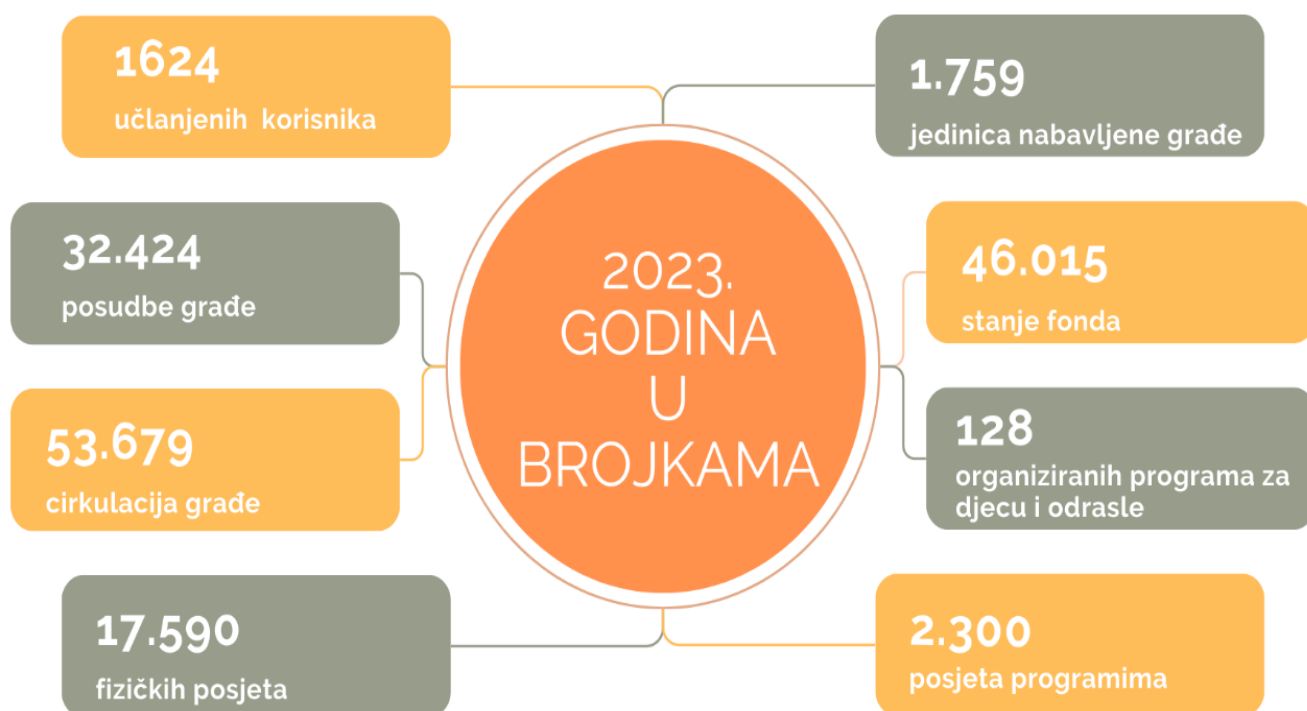 1624
učlanjenih korisnika
32.424
posudbe građe
53.679
cirkulacija građe
17.590
fizičkih posjeta
2023.
GODINA
U
BROJKAMA
1.759
jedinica nabavljene građe
46.015
stanje fonda
128
organiziranih programa za
djecu i odrasle
2.300
posjeta programima